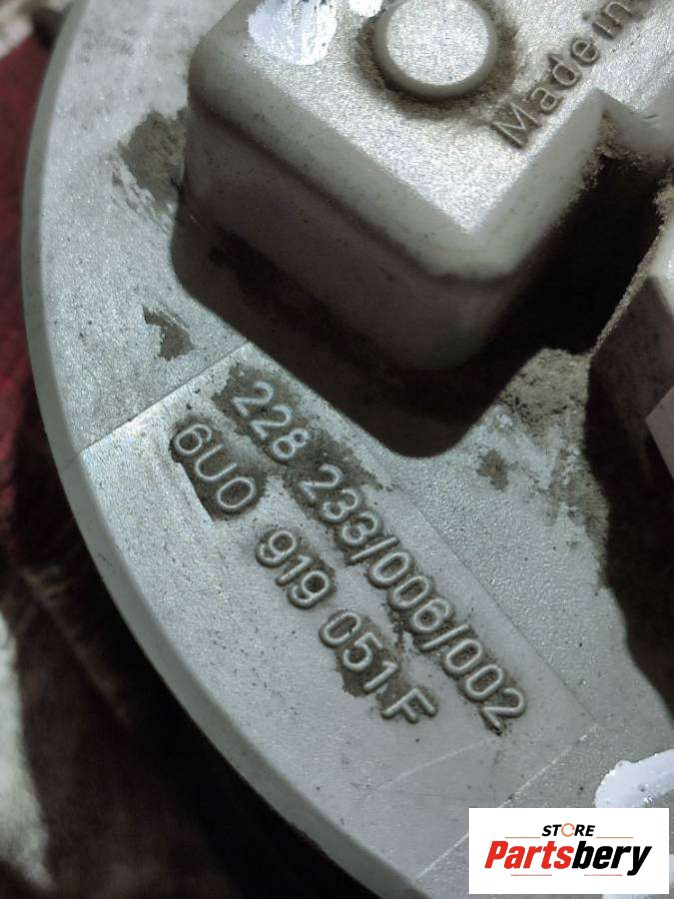 Made in
228 233/006/002
6U0 919 051 F
STORE
Partsbery